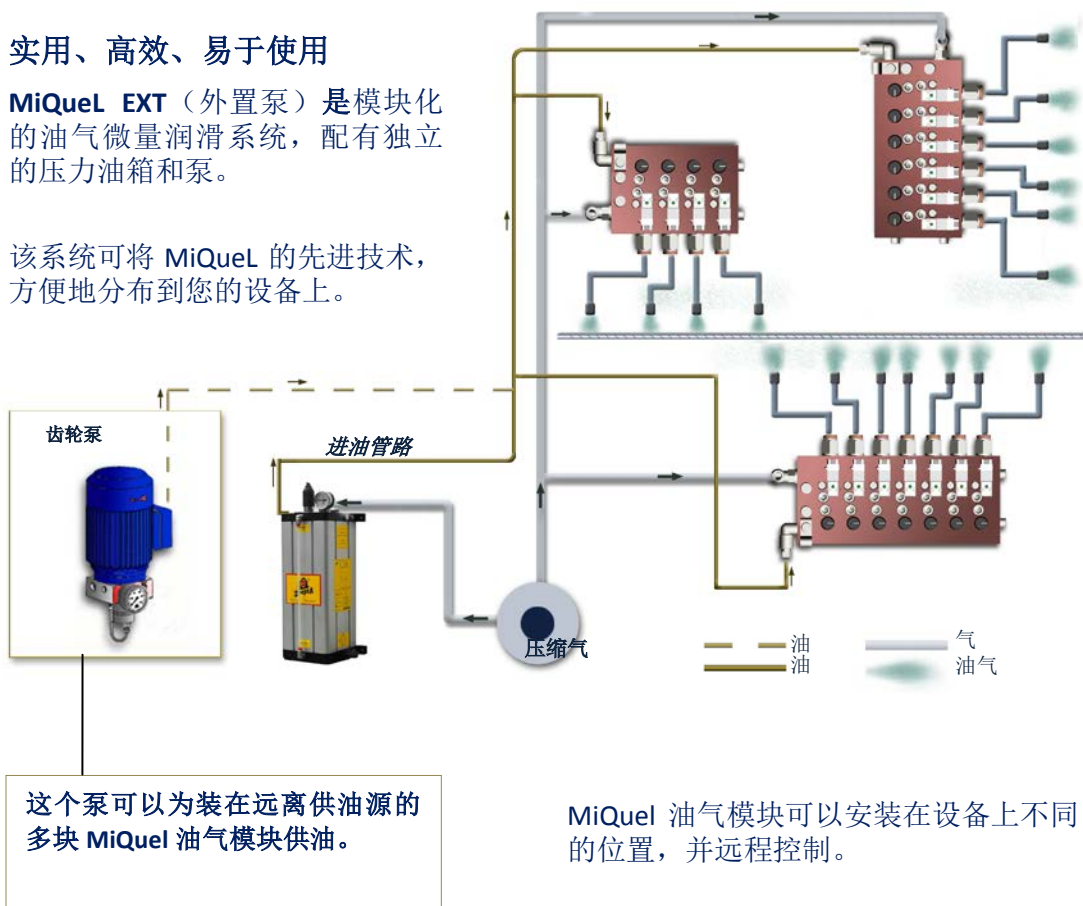 实用、高效、易于使用
MiQueL EXT（外置泵）是模块化
的油气微量润滑系统，配有独立
的压力油箱和泵。
该系统可将 MiQueL 的先进技术，
方便地分布到您的设备上。
齿轮泵
进油管路
压缩气
油
油
气
油气
这个泵可以为装在远离供油源的
多块 MiQuel 油气模块供油。
MiQuel 油气模块可以安装在设备上不同
的位置，并远程控制。